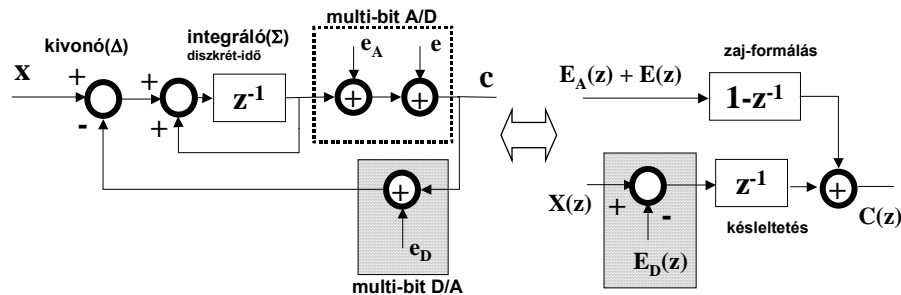 multi-bit A/D
kivonó(Δ)
integráló(Σ)
diszkrét-idő
e_A
e
x
+
-
+
+
z⁻¹
+
+
c
+
e_D
multi-bit D/A
zaj-formálás
E_A(z) + E(z)
1-z⁻¹
X(z)
+
-
z⁻¹
+
késleltetés
C(z)
E_D(z)